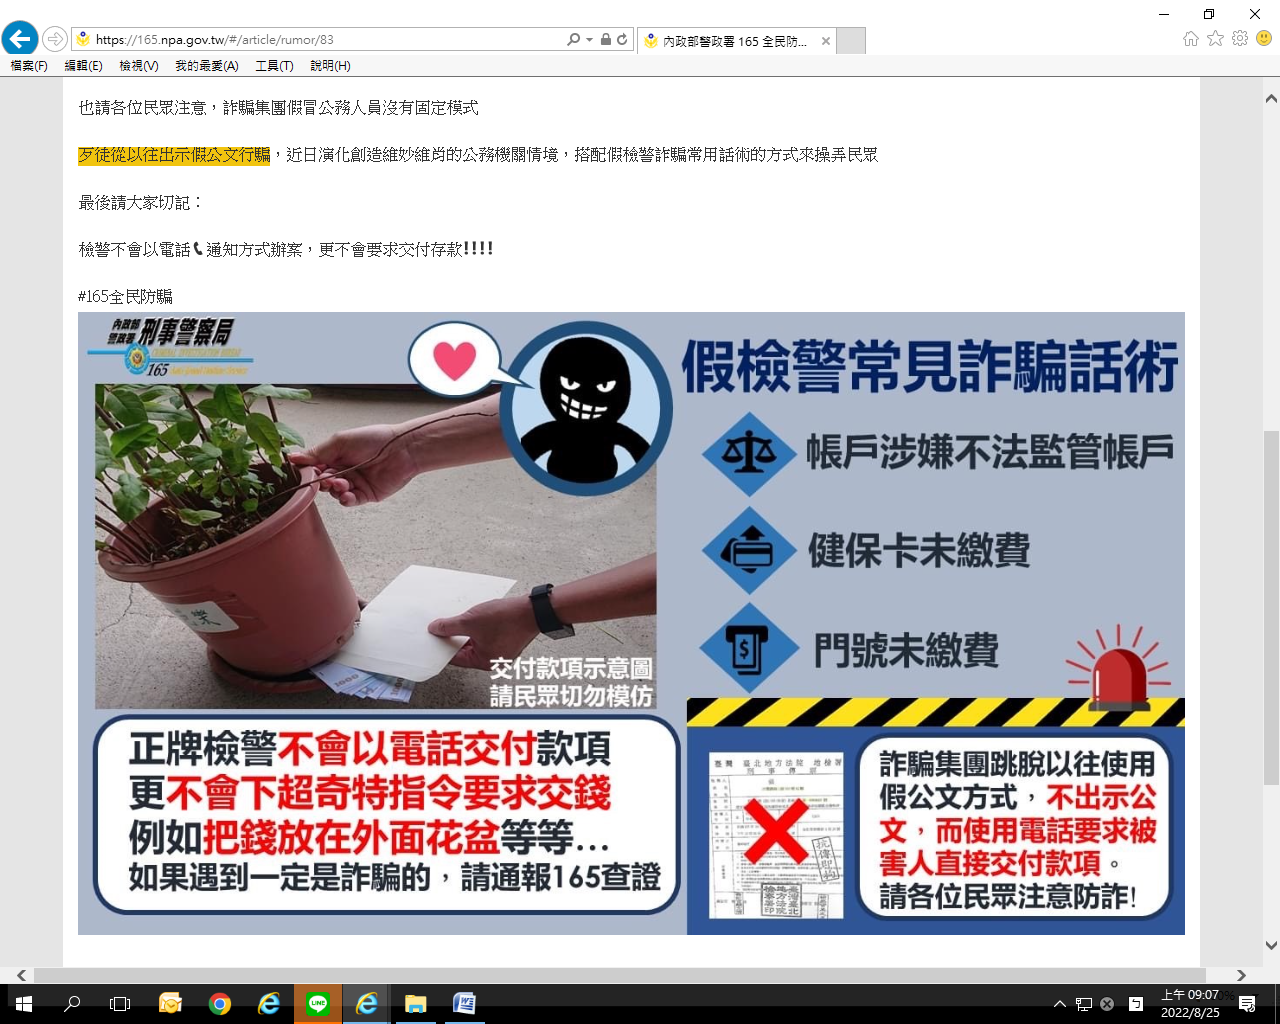 https://165.npa.gov.tw/#/article/rumor/83
內政部警政署 165 全民防...
檔案(F) 編輯(E) 檢視(V) 我的最愛(A) 工具(T) 說明(H)
也請各位民眾注意，詐騙集團假冒公務人員沒有固定模式
歹徒從以往出示假公文行騙，近日演化創造維妙維肖的公務機關情境，搭配假檢警詐騙常用話術的方式來操弄民眾
最後請大家切記：
檢警不會以電話📞通知方式辦案，更不會要求交付存款!!!!
#165全民防騙
內政部
警政署 刑事警察局
165
假檢警常見詐騙話術
帳戶涉嫌不法監管帳戶
健保卡未繳費
門號未繳費
交付款項示意圖
請民眾切勿模仿
正牌檢警不會以電話交付款項
更不會下超奇特指令要求交錢
例如把錢放在外面花盆等等...
如果遇到一定是詐騙的，請通報165查證
詐騙集團跳脫以往使用
假公文方式，不出示公
文，而使用電話要求被
害人直接交付款項。
請各位民眾注意防詐!
上午 09:07
2022/8/25